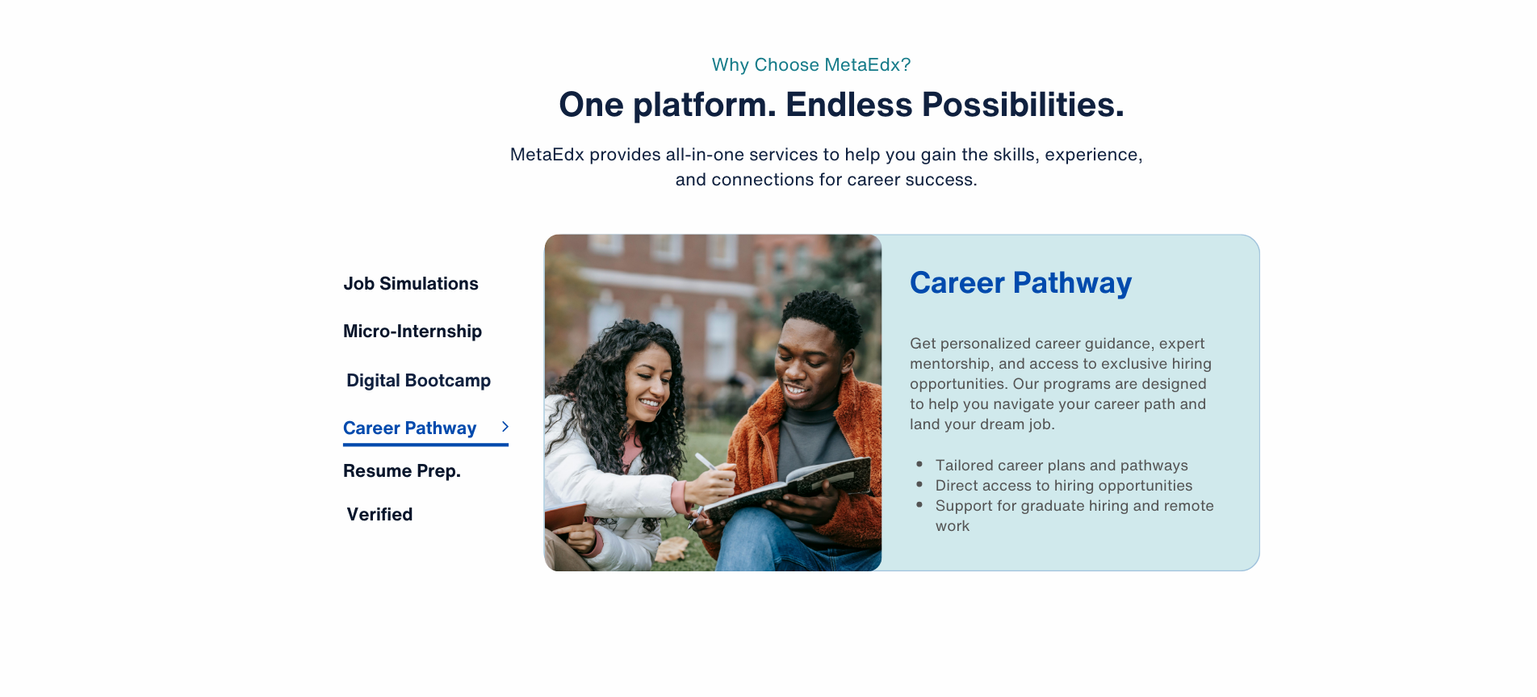 Why Choose MetaEdx?
One platform. Endless Possibilities.
MetaEdx provides all-in-one services to help you gain the skills, experience,
and connections for career success.
Job Simulations
Micro-Internship
Digital Bootcamp
Career Pathway
Resume Prep.
Verified
Career Pathway
Get personalized career guidance, expert
mentorship, and access to exclusive hiring
opportunities. Our programs are designed
to help you navigate your career path and
land your dream job.
• Tailored career plans and pathways
• Direct access to hiring opportunities
• Support for graduate hiring and remote
work